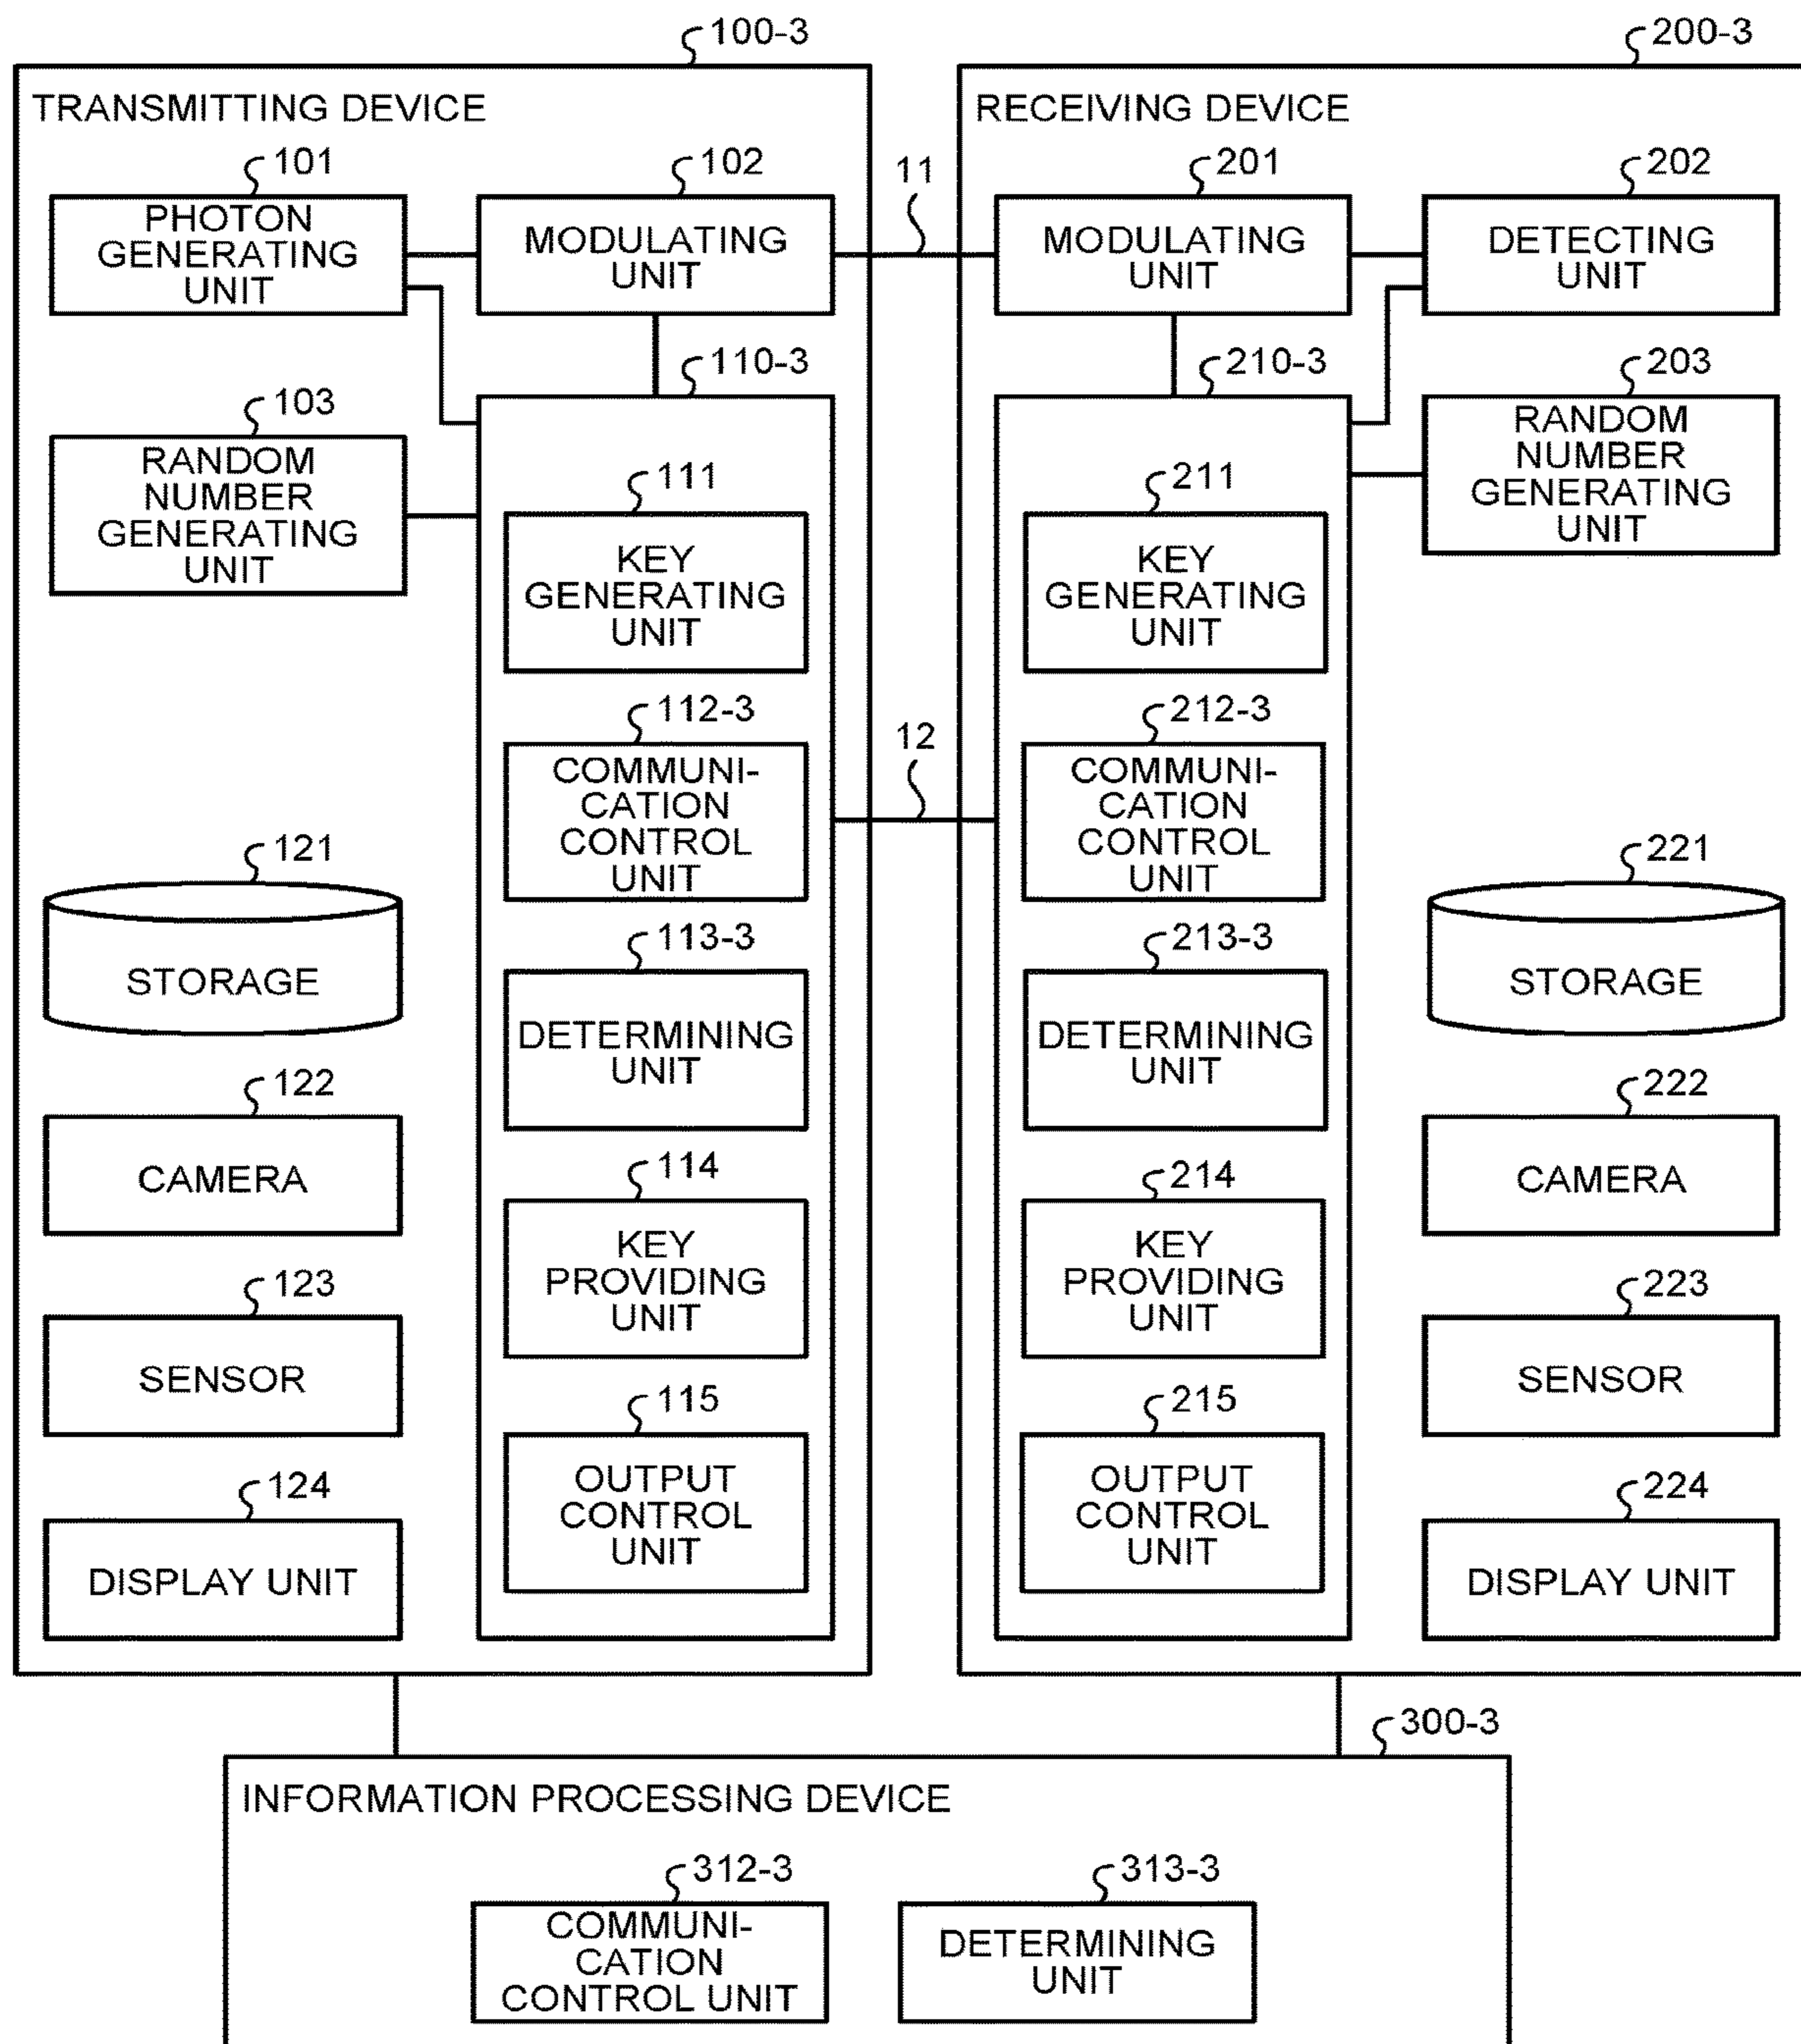 100-3
200-3
TRANSMITTING DEVICE
RECEIVING DEVICE
101
102
11
201
202
PHOTON
GENERATING
UNIT
MODULATING
UNIT
MODULATING
UNIT
DETECTING
UNIT
103
110-3
210-3
203
RANDOM
NUMBER
GENERATING
UNIT
RANDOM
NUMBER
GENERATING
UNIT
111
211
KEY
GENERATING
UNIT
KEY
GENERATING
UNIT
112-3
12
212-3
COMMUNI-
CATION
CONTROL
UNIT
COMMUNI-
CATION
CONTROL
UNIT
121
221
STORAGE
STORAGE
113-3
213-3
DETERMINING
UNIT
DETERMINING
UNIT
122
222
CAMERA
CAMERA
114
214
KEY
PROVIDING
UNIT
KEY
PROVIDING
UNIT
123
223
SENSOR
SENSOR
115
215
OUTPUT
CONTROL
UNIT
OUTPUT
CONTROL
UNIT
124
224
DISPLAY UNIT
DISPLAY UNIT
300-3
INFORMATION PROCESSING DEVICE
312-3
313-3
COMMUNI-
CATION
CONTROL UNIT
DETERMINING
UNIT